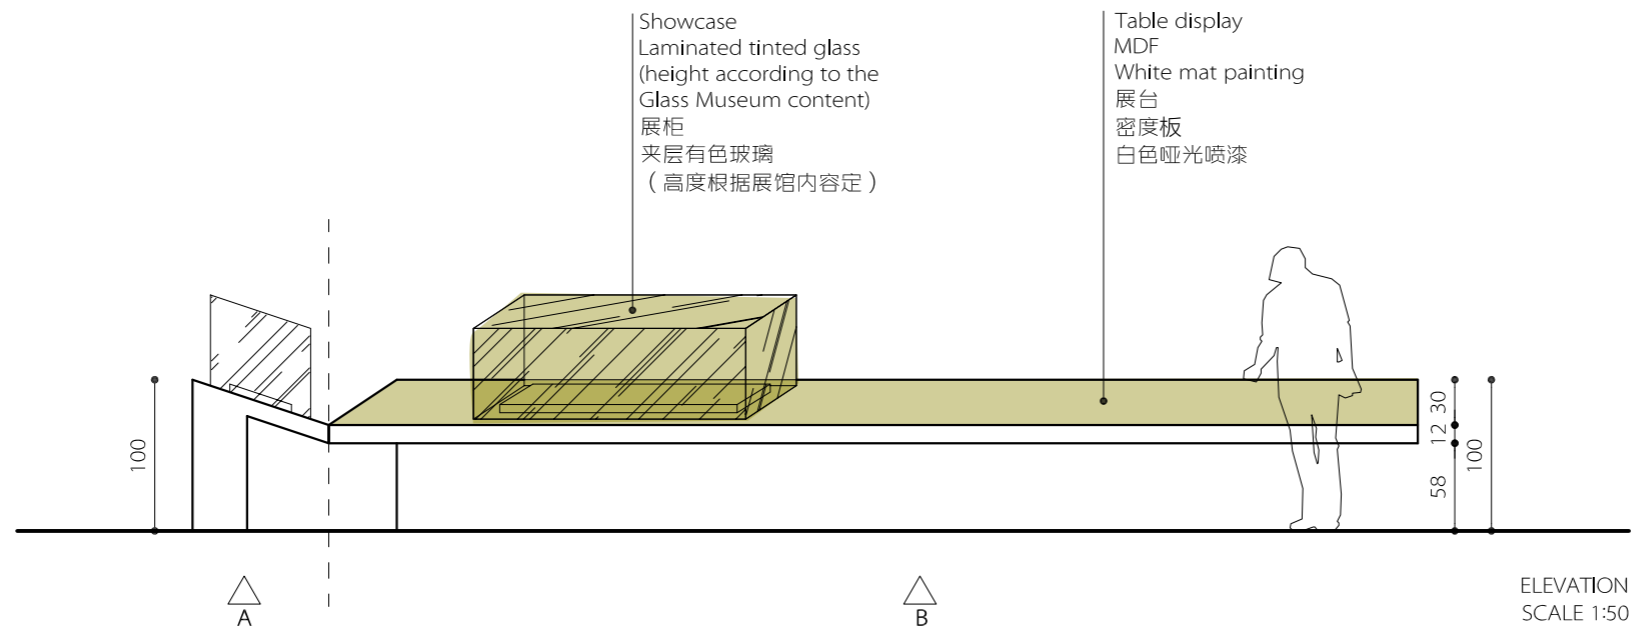 Showcase
Laminated tinted glass
(height according to the
Glass Museum content)
展柜
夹层有色玻璃
（高度根据展馆内容定）
Table display
MDF
White mat painting
展台
密度板
白色哑光喷漆
100
30
12
58
100
A
B
ELEVATION
SCALE 1:50